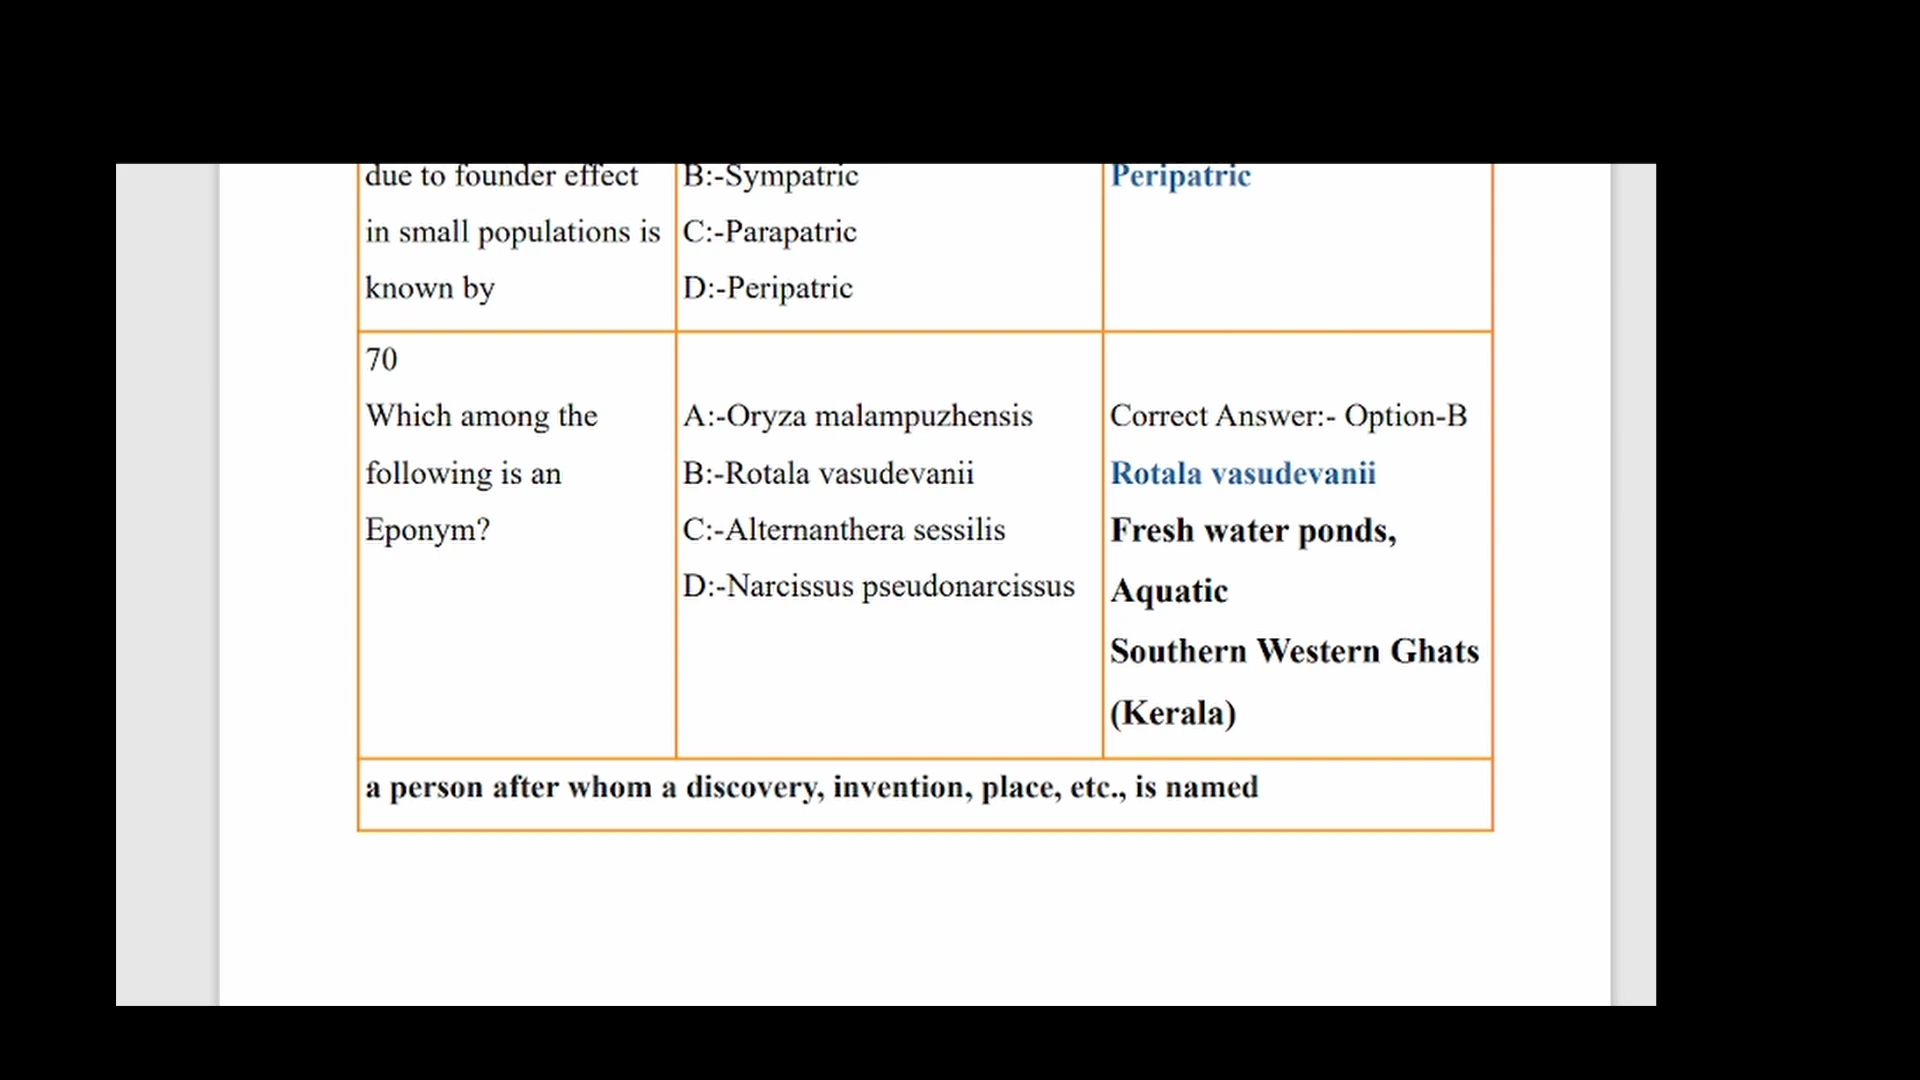 due to founder effect
in small populations is
known by
B:-Sympatric
C:-Parapatric
D:-Peripatric
Peripatric
70
Which among the
following is an
Eponym?
A:-Oryza malampuzhensis
B:-Rotala vasudevanii
C:-Alternanthera sessilis
D:-Narcissus pseudonarcissus
Correct Answer:- Option-B
Rotala vasudevanii
Fresh water ponds,
Aquatic
Southern Western Ghats
(Kerala)
a person after whom a discovery, invention, place, etc., is named